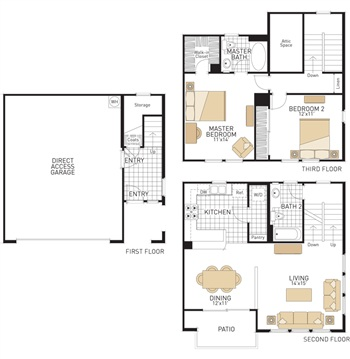 Walk-in
Closet
MASTER
BATH
Attic
Space
Down
Linen
MASTER
BEDROOM
11'x14'
BEDROOM 2
12'x11'
THIRD FLOOR
WH
Storage
Coats
Up
ENTRY
ENTRY
DIRECT
ACCESS
GARAGE
FIRST FLOOR
DW
Ref.
W/D
KITCHEN
BATH 2
Pantry
Down
Up
DINING
12'x11'
LIVING
14'x15'
PATIO
SECOND FLOOR